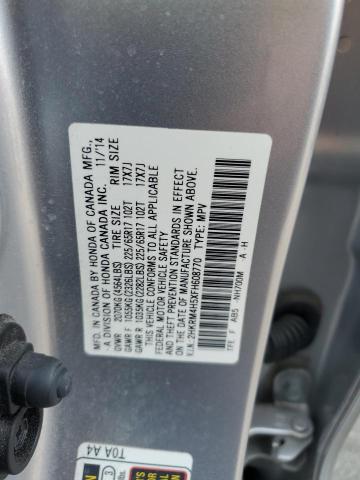 MFD. IN CANADA BY HONDA OF CANADA MFG.,
A DIVISION OF HONDA CANADA INC. 11/14
TIRE SIZE RIM SIZE
GVWR 2070KG(4564LBS)
GAWR F 1055KG(2326LBS) 225/65R17 102T 17X7J
GAWR R 1035KG(2282LBS) 225/65R17 102T 17X7J
THIS VEHICLE CONFORMS TO ALL APPLICABLE
FEDERAL MOTOR VEHICLE SAFETY AND
THEFT PREVENTION STANDARDS IN EFFECT
ON THE DATE OF MANUFACTURE SHOWN ABOVE.
V.I.N.: 2HKRM4H5XFH608770 TYPE: MPV
TFE F AB5 NH700M A - H
T0A A4